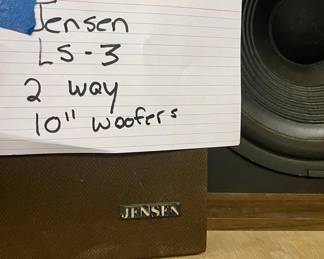 Jensen
LS-3
2 way
10" woofers
JENSEN